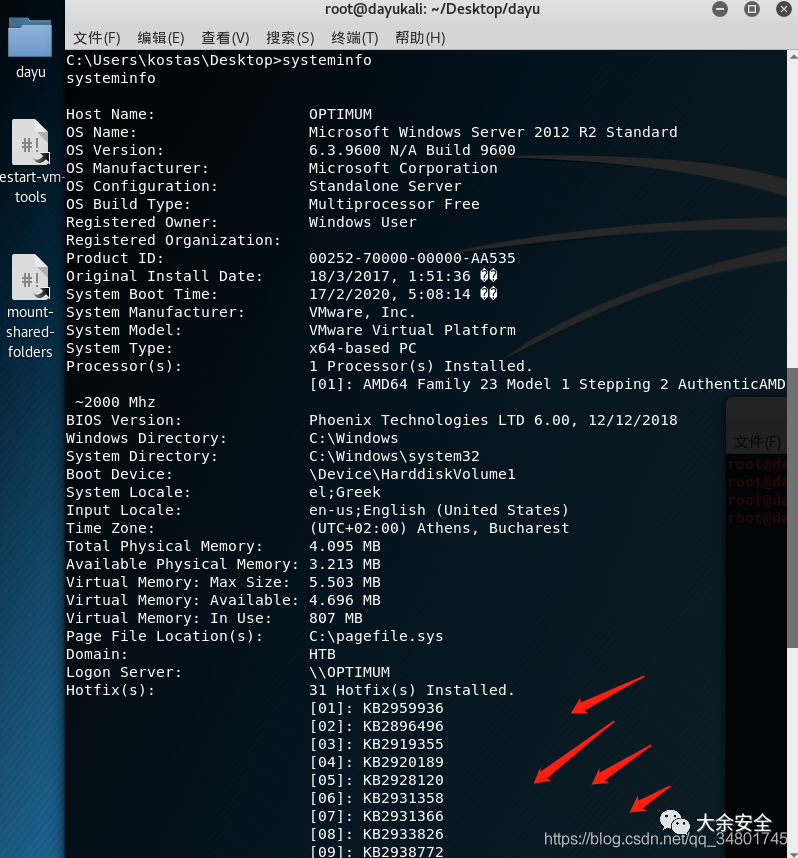 root@dayukali: ~/Desktop/dayu
文件(F) 编辑(E) 查看(V) 搜索(S) 终端(T) 帮助(H)
dayu
estart-vm-
tools
mount-
shared-
folders
C:\Users\kostas\Desktop>systeminfo
systeminfo
Host Name: OPTIMUM
OS Name: Microsoft Windows Server 2012 R2 Standard
OS Version: 6.3.9600 N/A Build 9600
OS Manufacturer: Microsoft Corporation
OS Configuration: Standalone Server
OS Build Type: Multiprocessor Free
Registered Owner: Windows User
Registered Organization:
Product ID: 00252-70000-00000-AA535
Original Install Date: 18/3/2017, 1:51:36 ��
System Boot Time: 17/2/2020, 5:08:14 ��
System Manufacturer: VMware, Inc.
System Model: VMware Virtual Platform
System Type: x64-based PC
Processor(s): 1 Processor(s) Installed.
[01]: AMD64 Family 23 Model 1 Stepping 2 AuthenticAMD
~2000 Mhz
BIOS Version: Phoenix Technologies LTD 6.00, 12/12/2018
Windows Directory: C:\Windows
System Directory: C:\Windows\system32
Boot Device: \Device\HarddiskVolume1
System Locale: el;Greek
Input Locale: en-us;English (United States)
Time Zone: (UTC+02:00) Athens, Bucharest
Total Physical Memory: 4.095 MB
Available Physical Memory: 3.213 MB
Virtual Memory: Max Size: 5.503 MB
Virtual Memory: Available: 4.696 MB
Virtual Memory: In Use: 807 MB
Page File Location(s): C:\pagefile.sys
Domain: HTB
Logon Server: \\OPTIMUM
Hotfix(s): 31 Hotfix(s) Installed.
[01]: KB2959936
[02]: KB2896496
[03]: KB2919355
[04]: KB2920189
[05]: KB2928120
[06]: KB2931358
[07]: KB2931366
[08]: KB2933826
[09]: KB2938772
文件(F)
root@da
root@da
root@da
root@da
大余安全
https://blog.csdn.net/qq_34801745